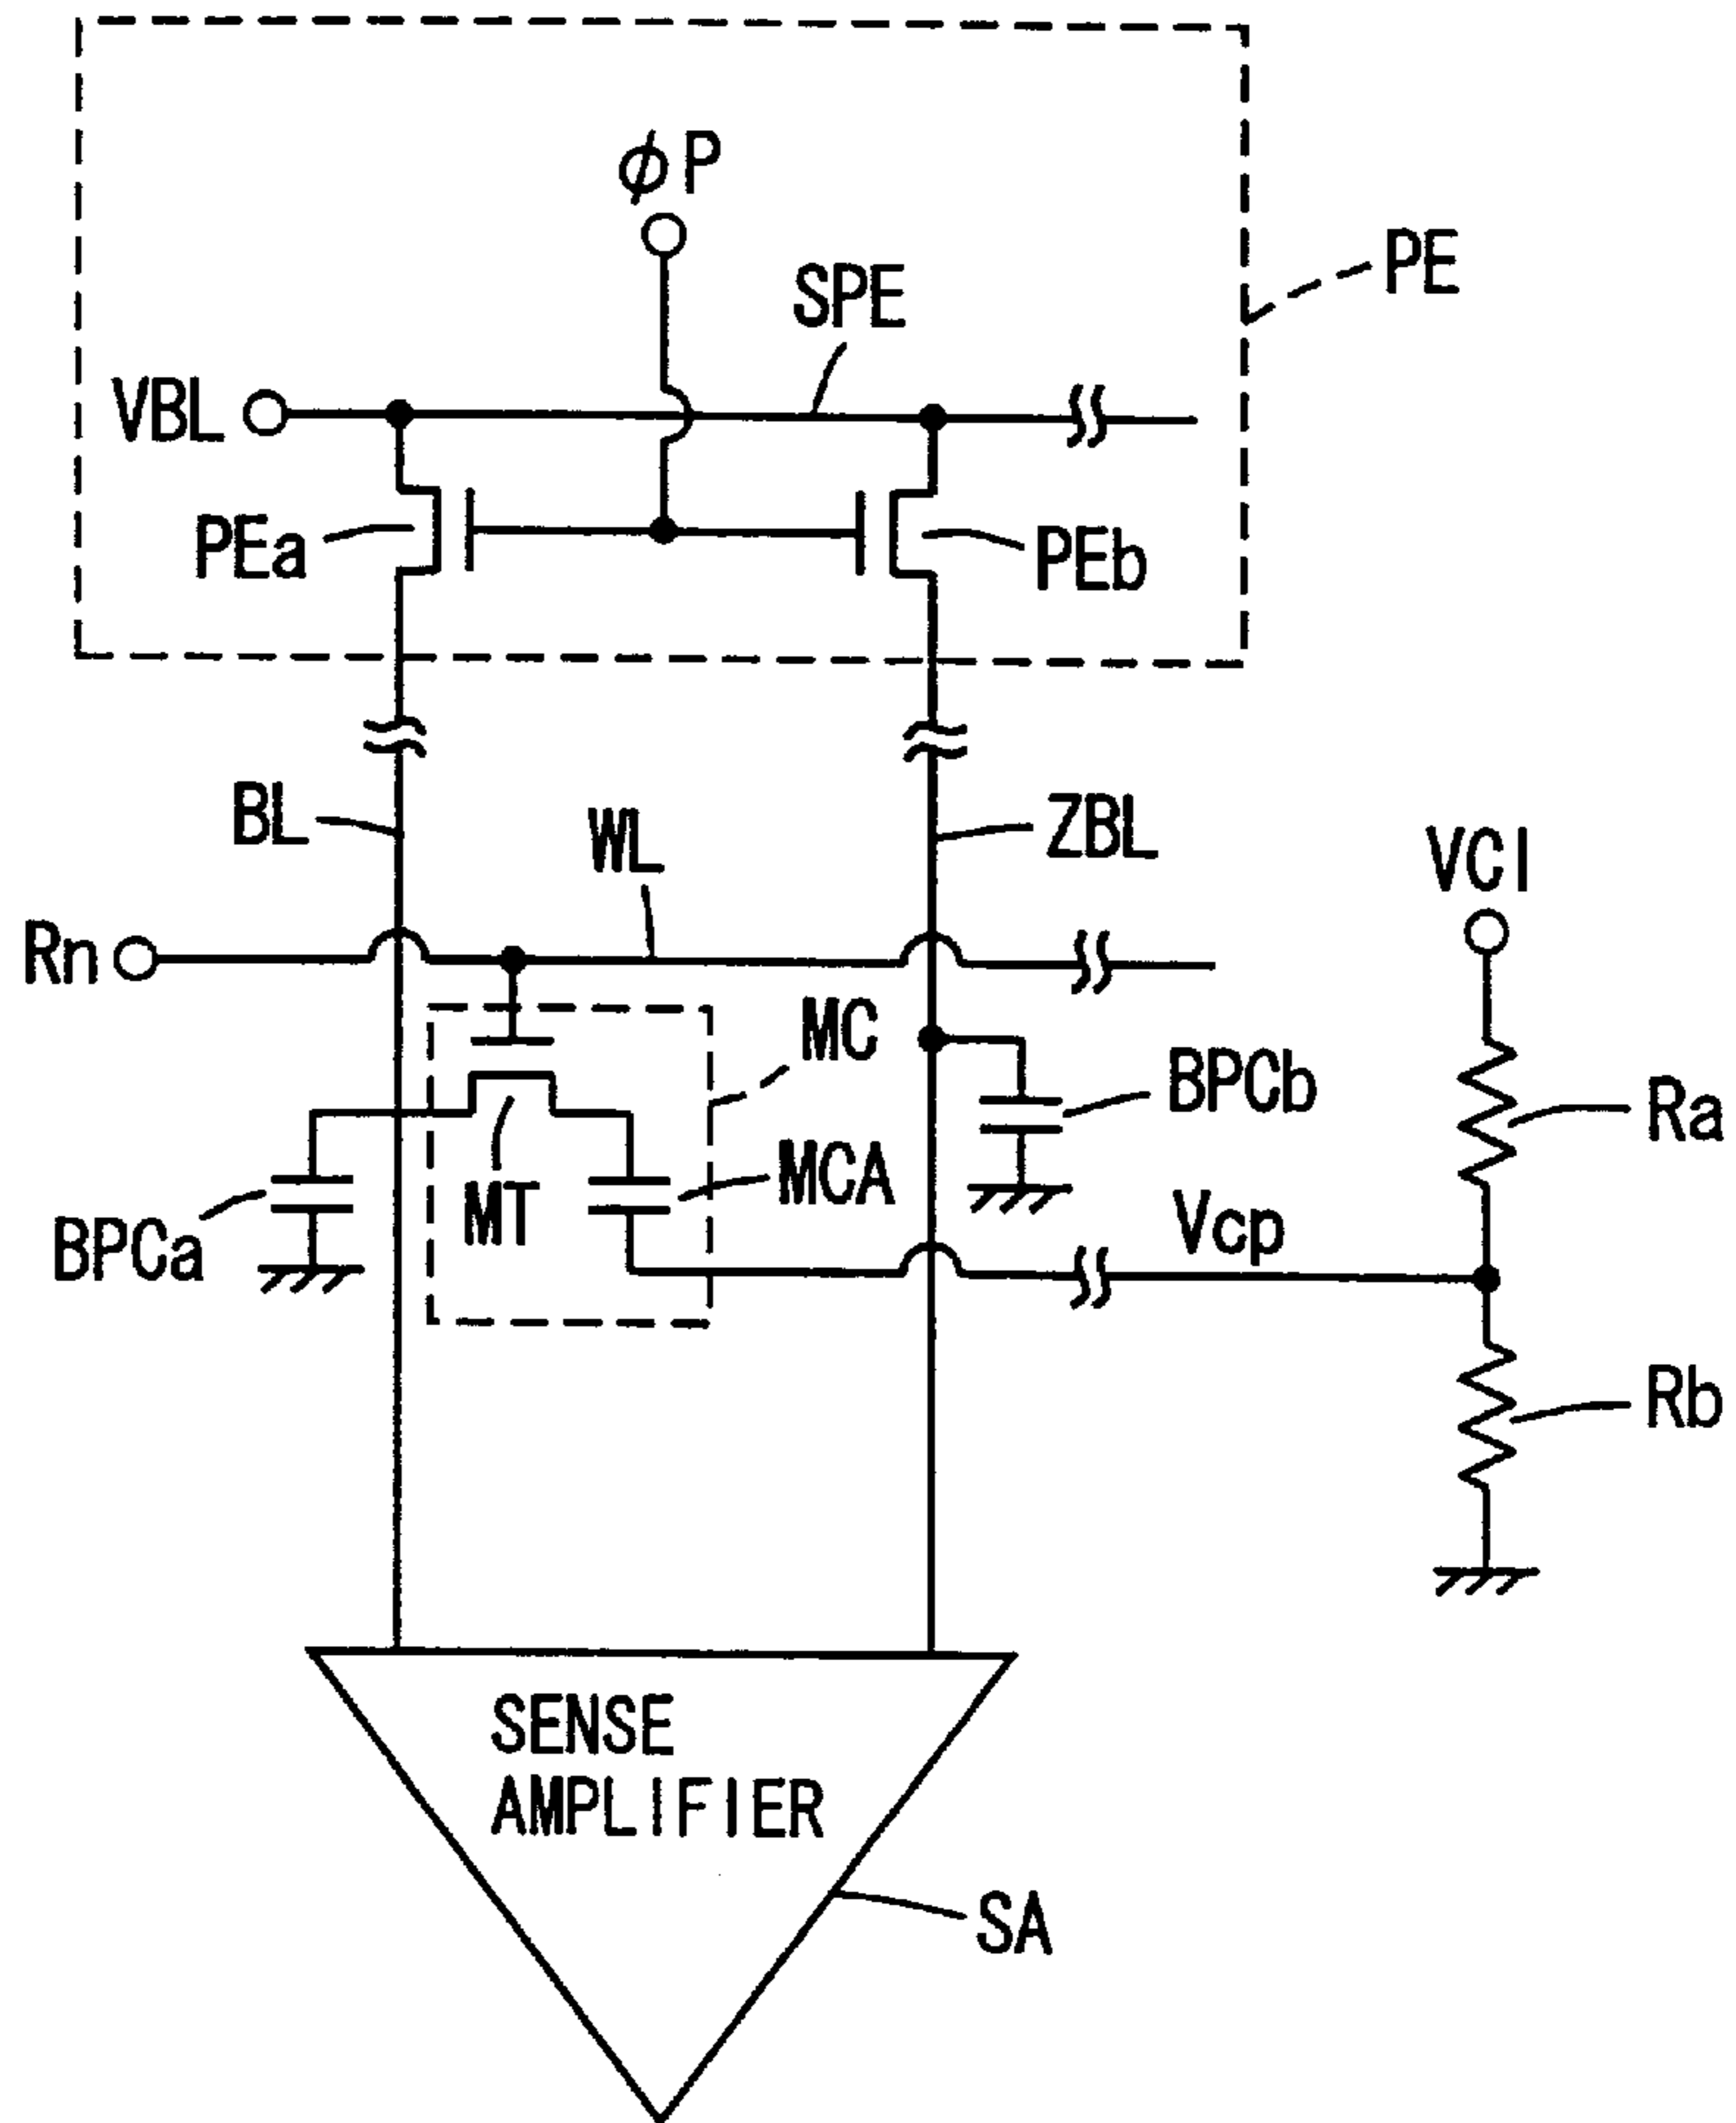 φP
SPE
PE
VBL
PEa
PEb
BL
WL
ZBL
VCI
Rn
MC
BPCb
Ra
MCA
MT
BPCa
Vcp
Rb
SENSE
AMPLIFIER
SA